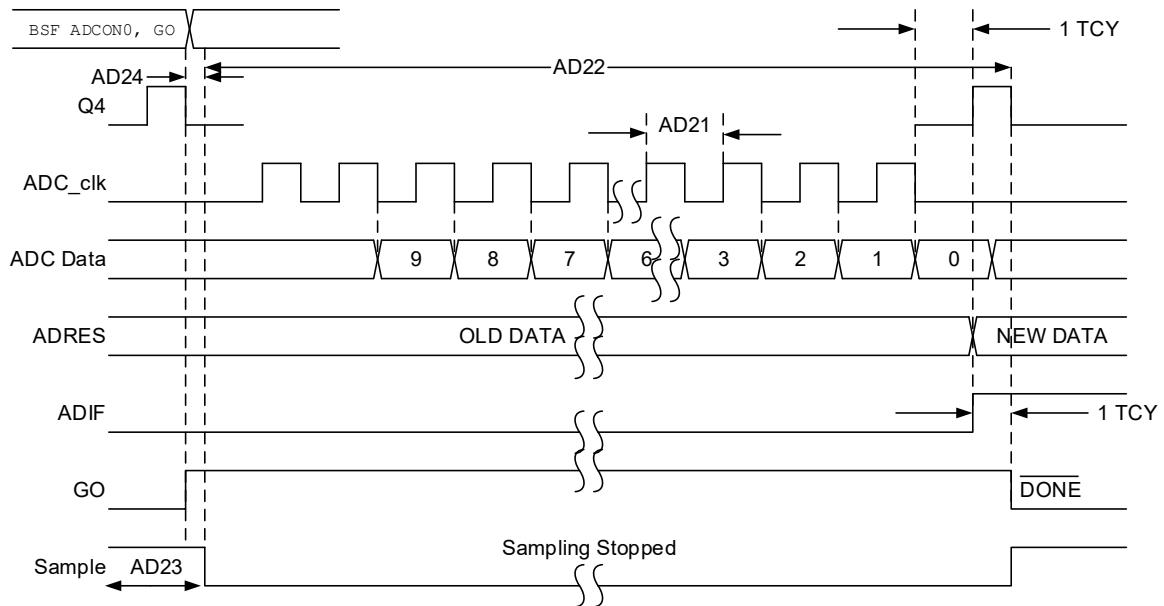 BSF ADCON0, GO
1 TCY
AD24
AD22
Q4
AD21
ADC_clk
ADC Data 9 8 7 6 3 2 1 0
ADRES OLD DATA NEW DATA
ADIF
1 TCY
GO DONE
Sampling Stopped
Sample AD23